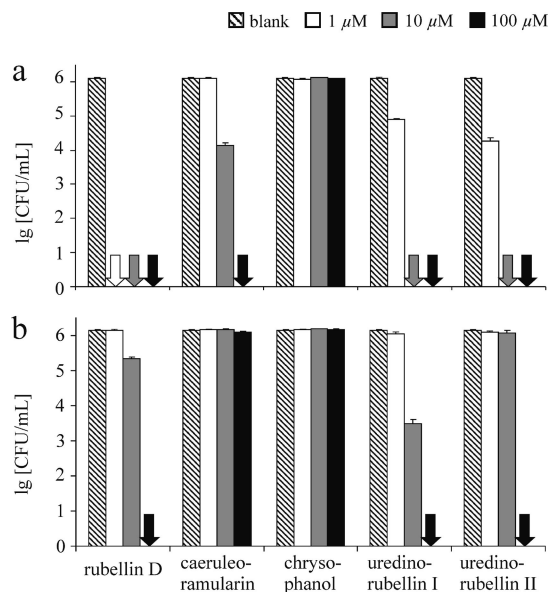 blank 1 µM 10 µM 100 µM
a
lg [CFU/mL]
6
5
4
3
2
1
0
b
lg [CFU/mL]
6
5
4
3
2
1
0
rubellin D
caeruleo-
ramularin
chryso-
phanol
uredino-
rubellin I
uredino-
rubellin II